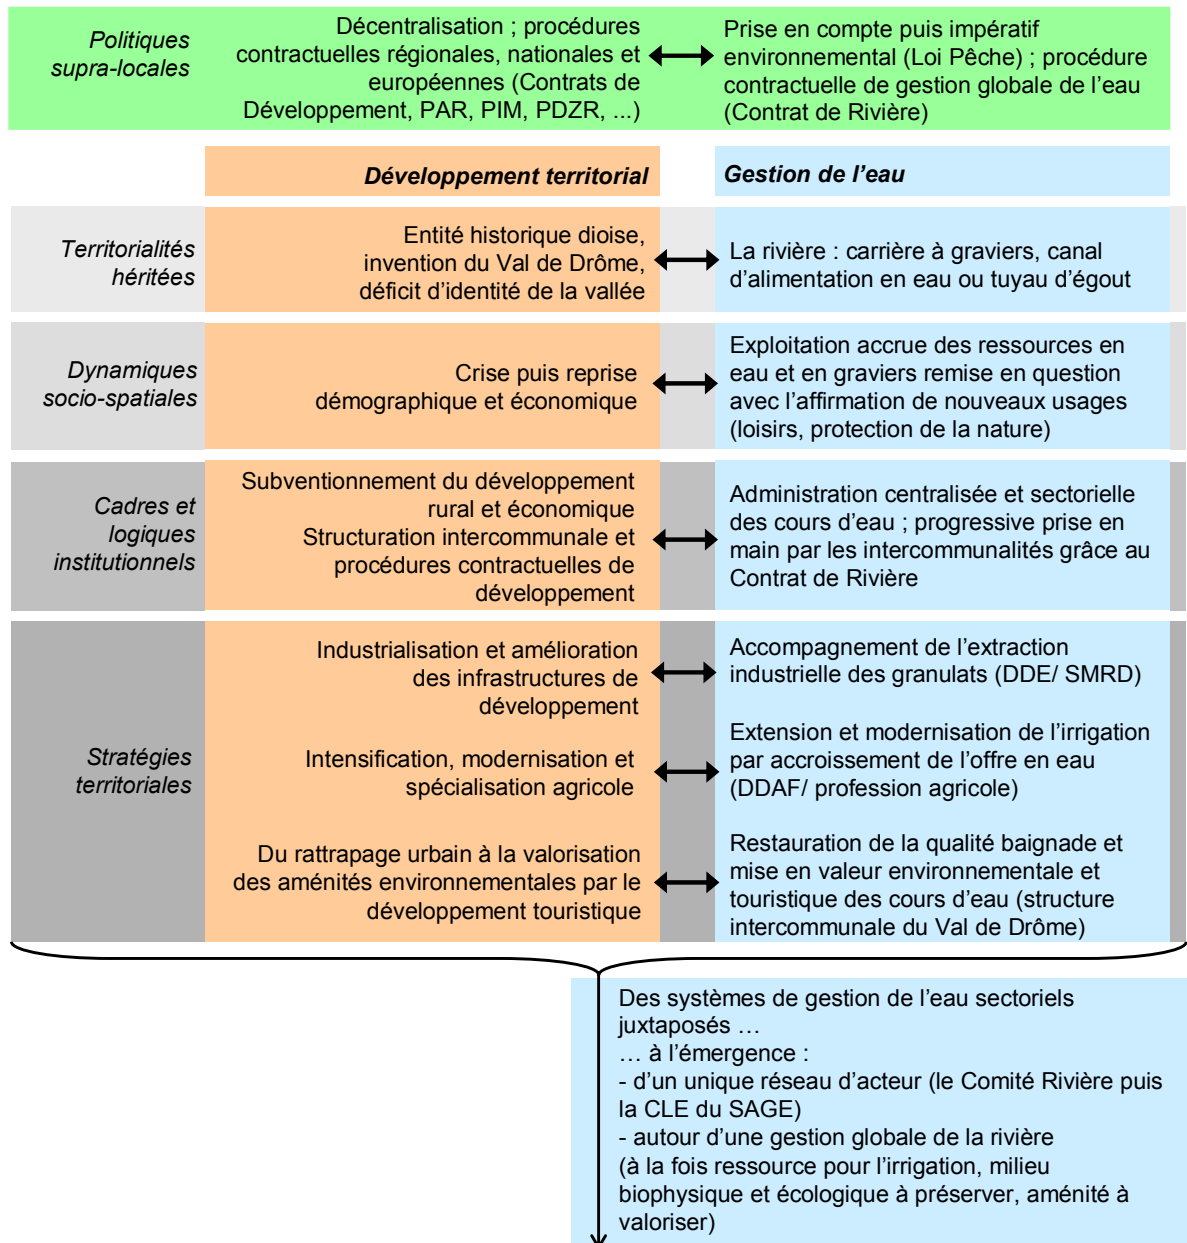 Politiques
supra-locales
Décentralisation ; procédures
contractuelles régionales, nationales et
européennes (Contrats de
Développement, PAR, PIM, PDZR, ...)
Prise en compte puis impératif
environnemental (Loi Pêche) ; procédure
contractuelle de gestion globale de l’eau
(Contrat de Rivière)
Développement territorial
Gestion de l’eau
Territorialités
héritées
Entité historique dioise,
invention du Val de Drôme,
déficit d’identité de la vallée
La rivière : carrière à graviers, canal
d’alimentation en eau ou tuyau d’égout
Dynamiques
socio-spatiales
Crise puis reprise
démographique et économique
Exploitation accrue des ressources en
eau et en graviers remise en question
avec l’affirmation de nouveaux usages
(loisirs, protection de la nature)
Cadres et
logiques
institutionnels
Subventionnement du développement
rural et économique
Structuration intercommunale et
procédures contractuelles de
développement
Administration centralisée et sectorielle
des cours d’eau ; progressive prise en
main par les intercommunalités grâce au
Contrat de Rivière
Stratégies
territoriales
Industrialisation et amélioration
des infrastructures de
développement
Accompagnement de l’extraction
industrielle des granulats (DDE/ SMRD)
Intensification, modernisation et
spécialisation agricole
Extension et modernisation de l’irrigation
par accroissement de l’offre en eau
(DDAF/ profession agricole)
Du rattrapage urbain à la valorisation
des aménités environnementales par le
développement touristique
Restauration de la qualité baignade et
mise en valeur environnementale et
touristique des cours d’eau (structure
intercommunale du Val de Drôme)
Des systèmes de gestion de l’eau sectoriels
juxtaposés …
… à l’émergence :
- d’un unique réseau d’acteur (le Comité Rivière puis
la CLE du SAGE)
- autour d’une gestion globale de la rivière
(à la fois ressource pour l’irrigation, milieu
biophysique et écologique à préserver, aménité à
valoriser)